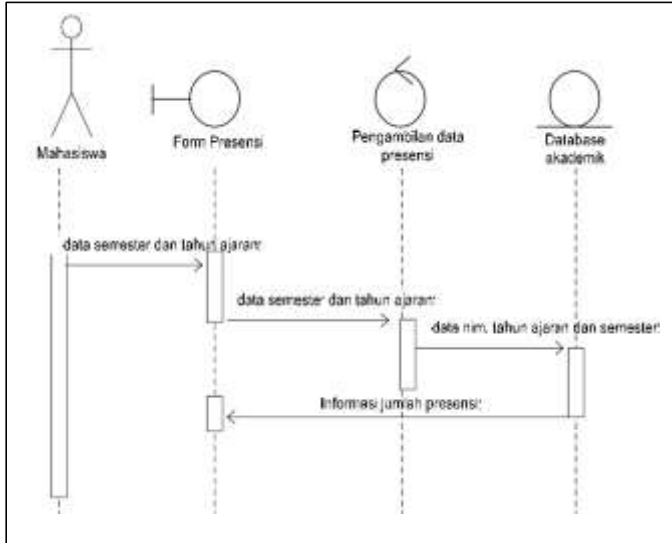 Mahasiswa
Form Presensi
Pengambilan data
presensi
Database
akademik
data semester dan tahun ajaran
data semester dan tahun ajaran
data nim, tahun ajaran dan semester
Informasi jumlah presensi